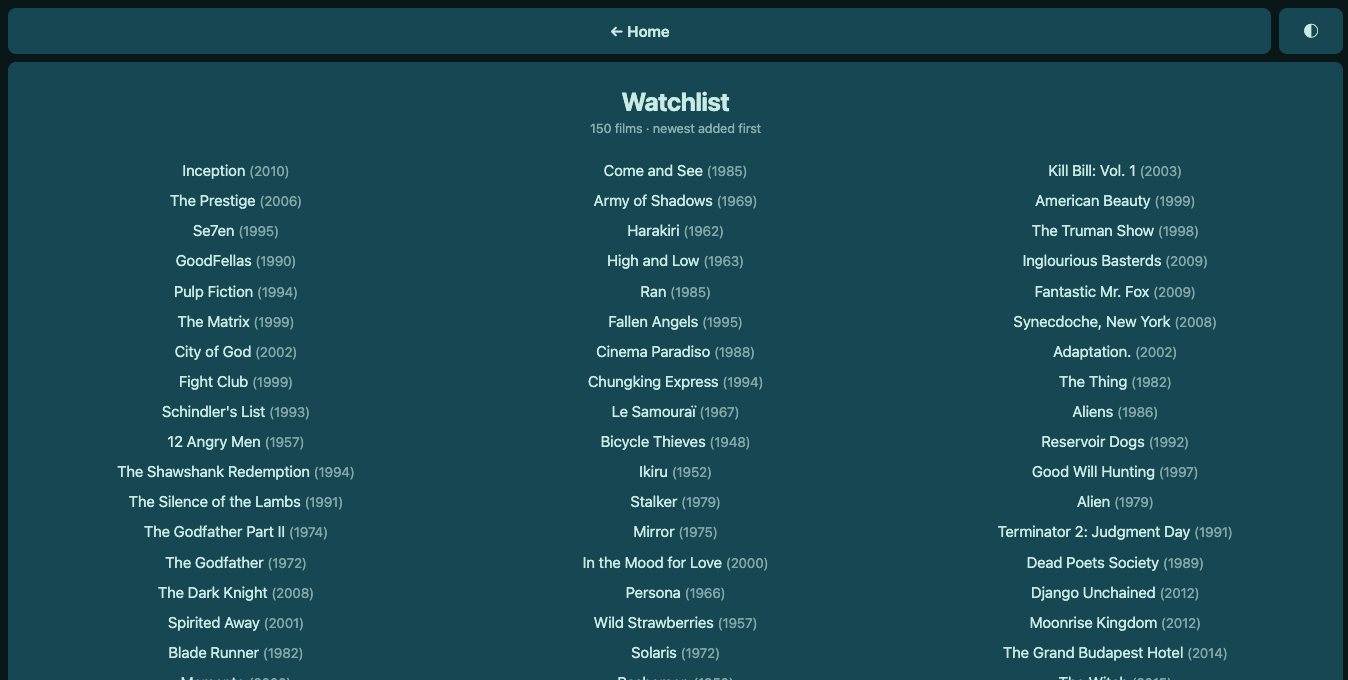 ← Home
Watchlist
150 films · newest added first
Inception (2010)
The Prestige (2006)
Se7en (1995)
GoodFellas (1990)
Pulp Fiction (1994)
The Matrix (1999)
City of God (2002)
Fight Club (1999)
Schindler's List (1993)
12 Angry Men (1957)
The Shawshank Redemption (1994)
The Silence of the Lambs (1991)
The Godfather Part II (1974)
The Godfather (1972)
The Dark Knight (2008)
Spirited Away (2001)
Blade Runner (1982)
Come and See (1985)
Army of Shadows (1969)
Harakiri (1962)
High and Low (1963)
Ran (1985)
Fallen Angels (1995)
Cinema Paradiso (1988)
Chungking Express (1994)
Le Samouraï (1967)
Bicycle Thieves (1948)
Ikiru (1952)
Stalker (1979)
Mirror (1975)
In the Mood for Love (2000)
Persona (1966)
Wild Strawberries (1957)
Solaris (1972)
Kill Bill: Vol. 1 (2003)
American Beauty (1999)
The Truman Show (1998)
Inglourious Basterds (2009)
Fantastic Mr. Fox (2009)
Synecdoche, New York (2008)
Adaptation. (2002)
The Thing (1982)
Aliens (1986)
Reservoir Dogs (1992)
Good Will Hunting (1997)
Alien (1979)
Terminator 2: Judgment Day (1991)
Dead Poets Society (1989)
Django Unchained (2012)
Moonrise Kingdom (2012)
The Grand Budapest Hotel (2014)